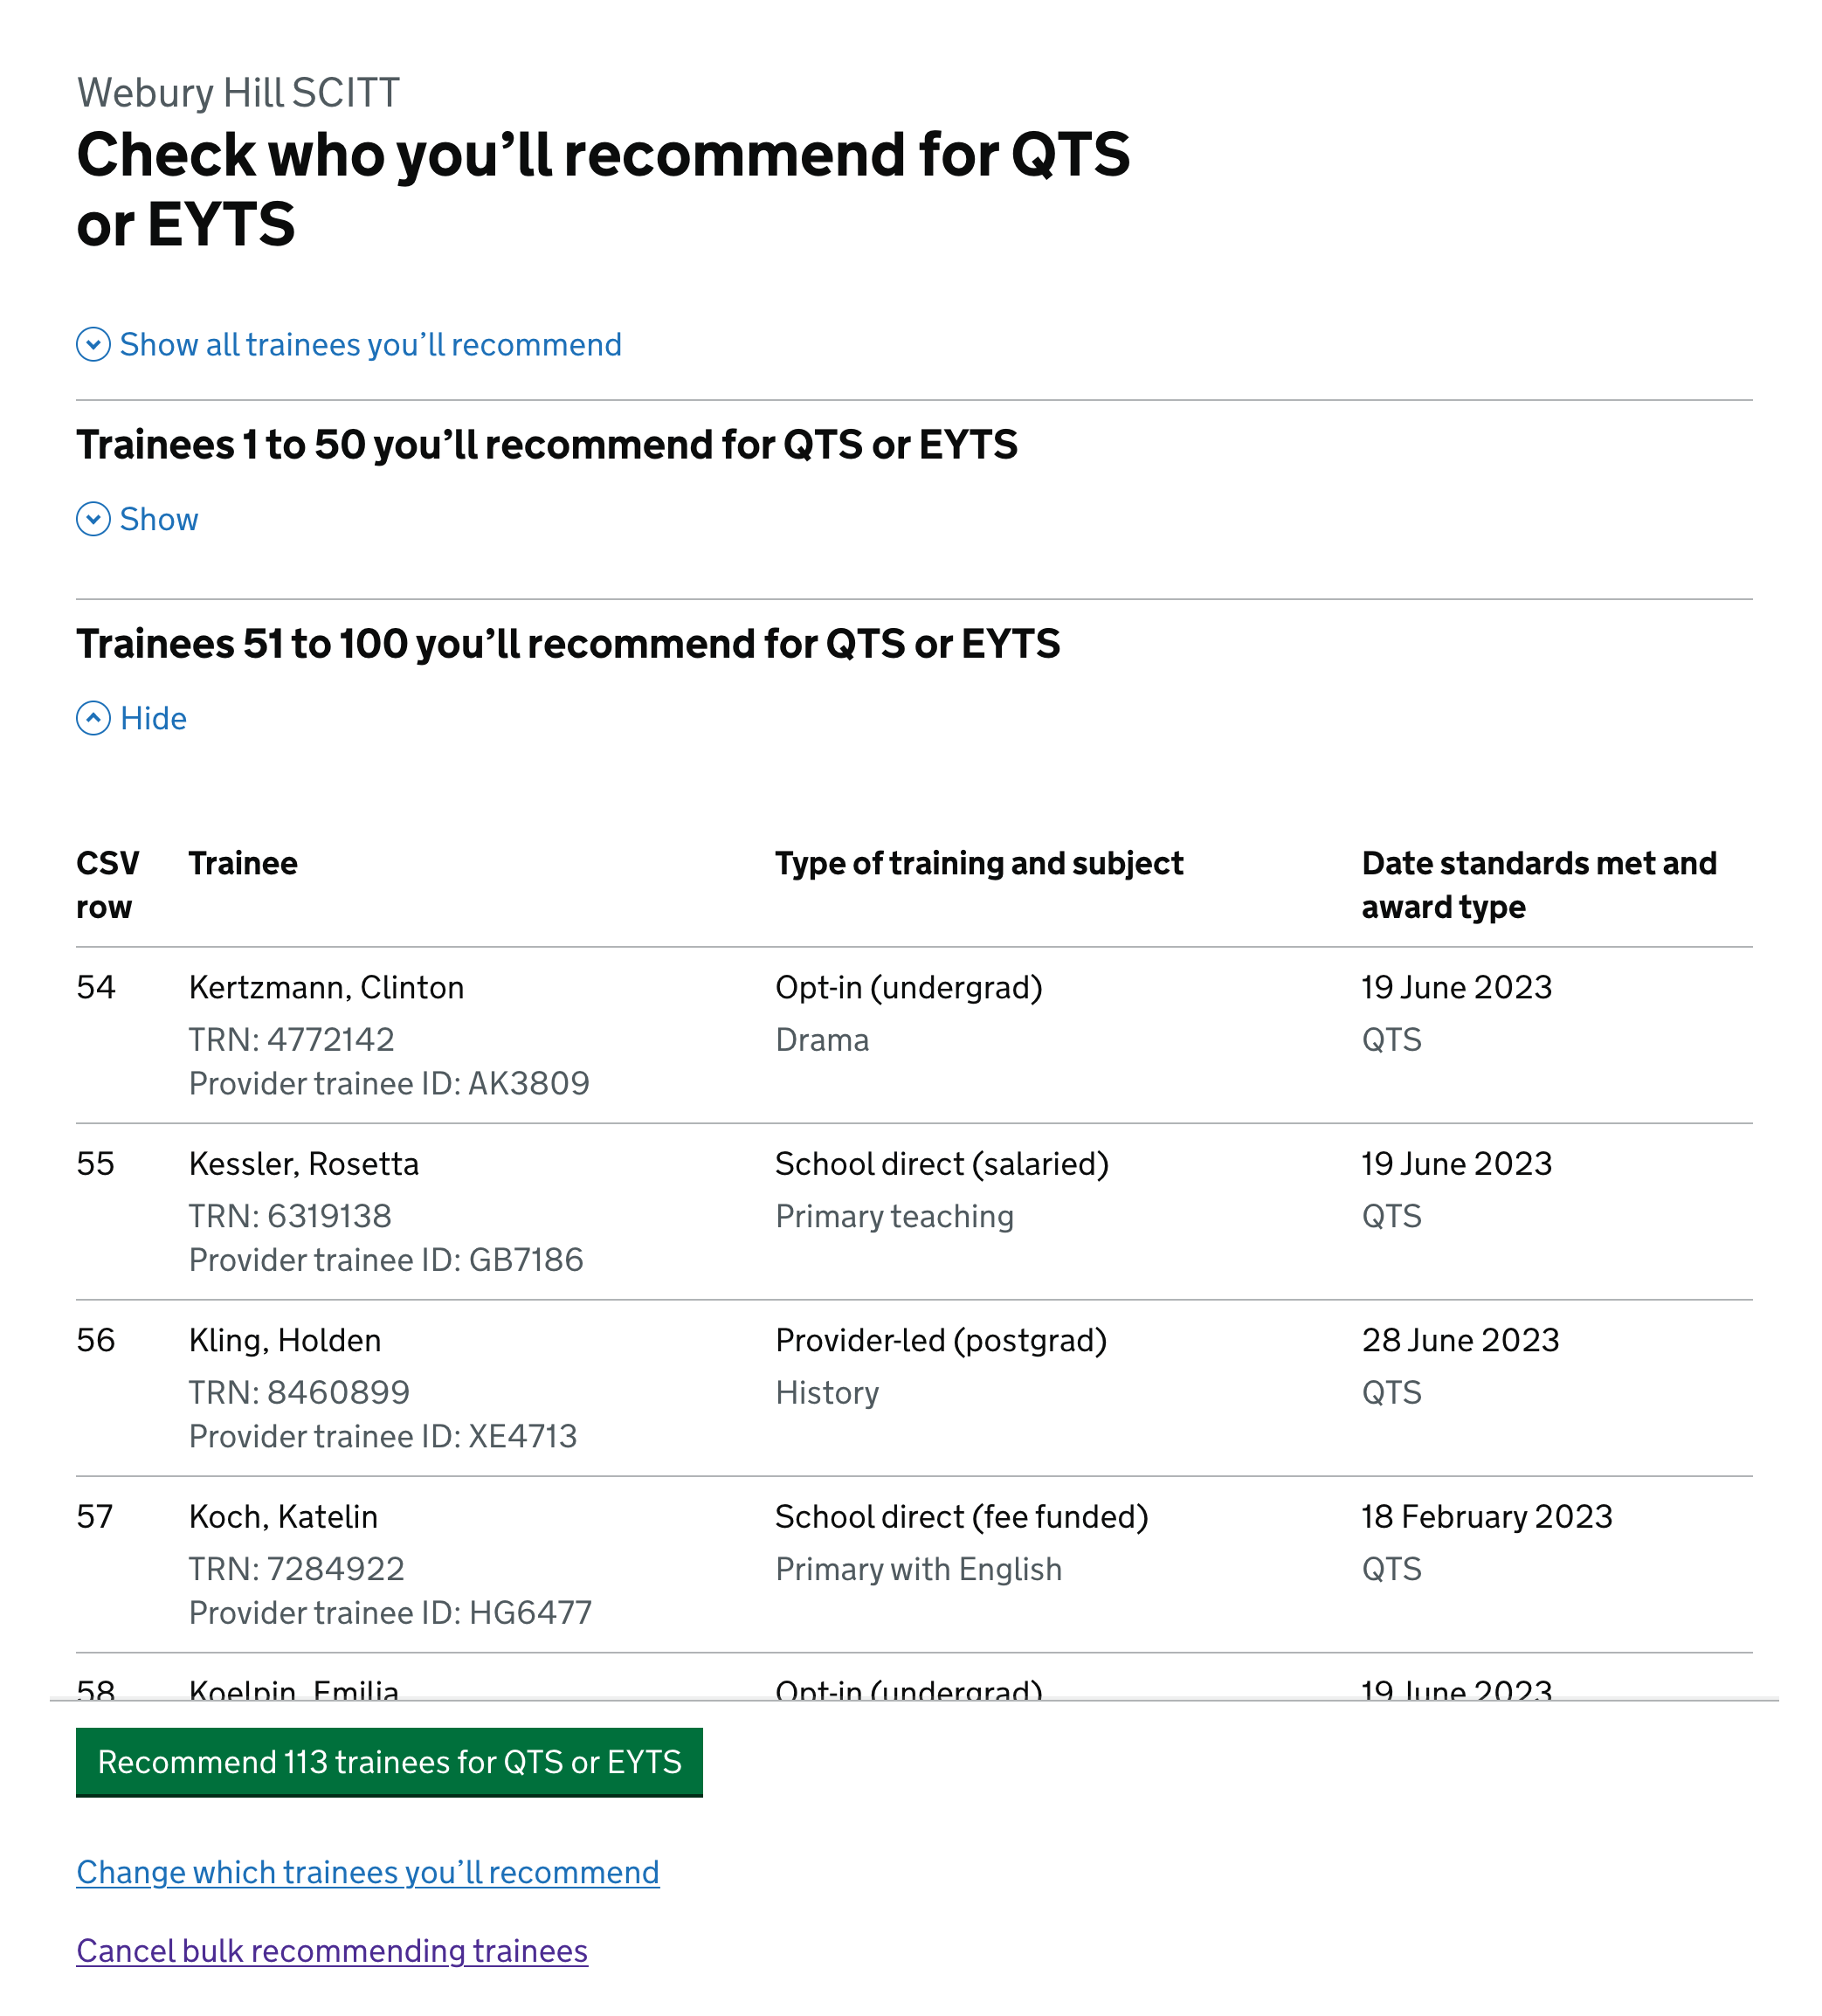 Webury Hill SCITT
Check who you’ll recommend for QTS
or EYTS
Show all trainees you’ll recommend
Trainees 1 to 50 you’ll recommend for QTS or EYTS
Show
Trainees 51 to 100 you’ll recommend for QTS or EYTS
Hide
CSV row Trainee Type of training and subject Date standards met and award type
54 Kertzmann, Clinton Opt-in (undergrad) 19 June 2023
TRN: 4772142 Drama QTS
Provider trainee ID: AK3809
55 Kessler, Rosetta School direct (salaried) 19 June 2023
TRN: 6319138 Primary teaching QTS
Provider trainee ID: GB7186
56 Kling, Holden Provider-led (postgrad) 28 June 2023
TRN: 8460899 History QTS
Provider trainee ID: XE4713
57 Koch, Katelin School direct (fee funded) 18 February 2023
TRN: 7284922 Primary with English QTS
Provider trainee ID: HG6477
58 Koelpin, Emilia Opt-in (undergrad) 19 June 2023
Recommend 113 trainees for QTS or EYTS
Change which trainees you’ll recommend
Cancel bulk recommending trainees